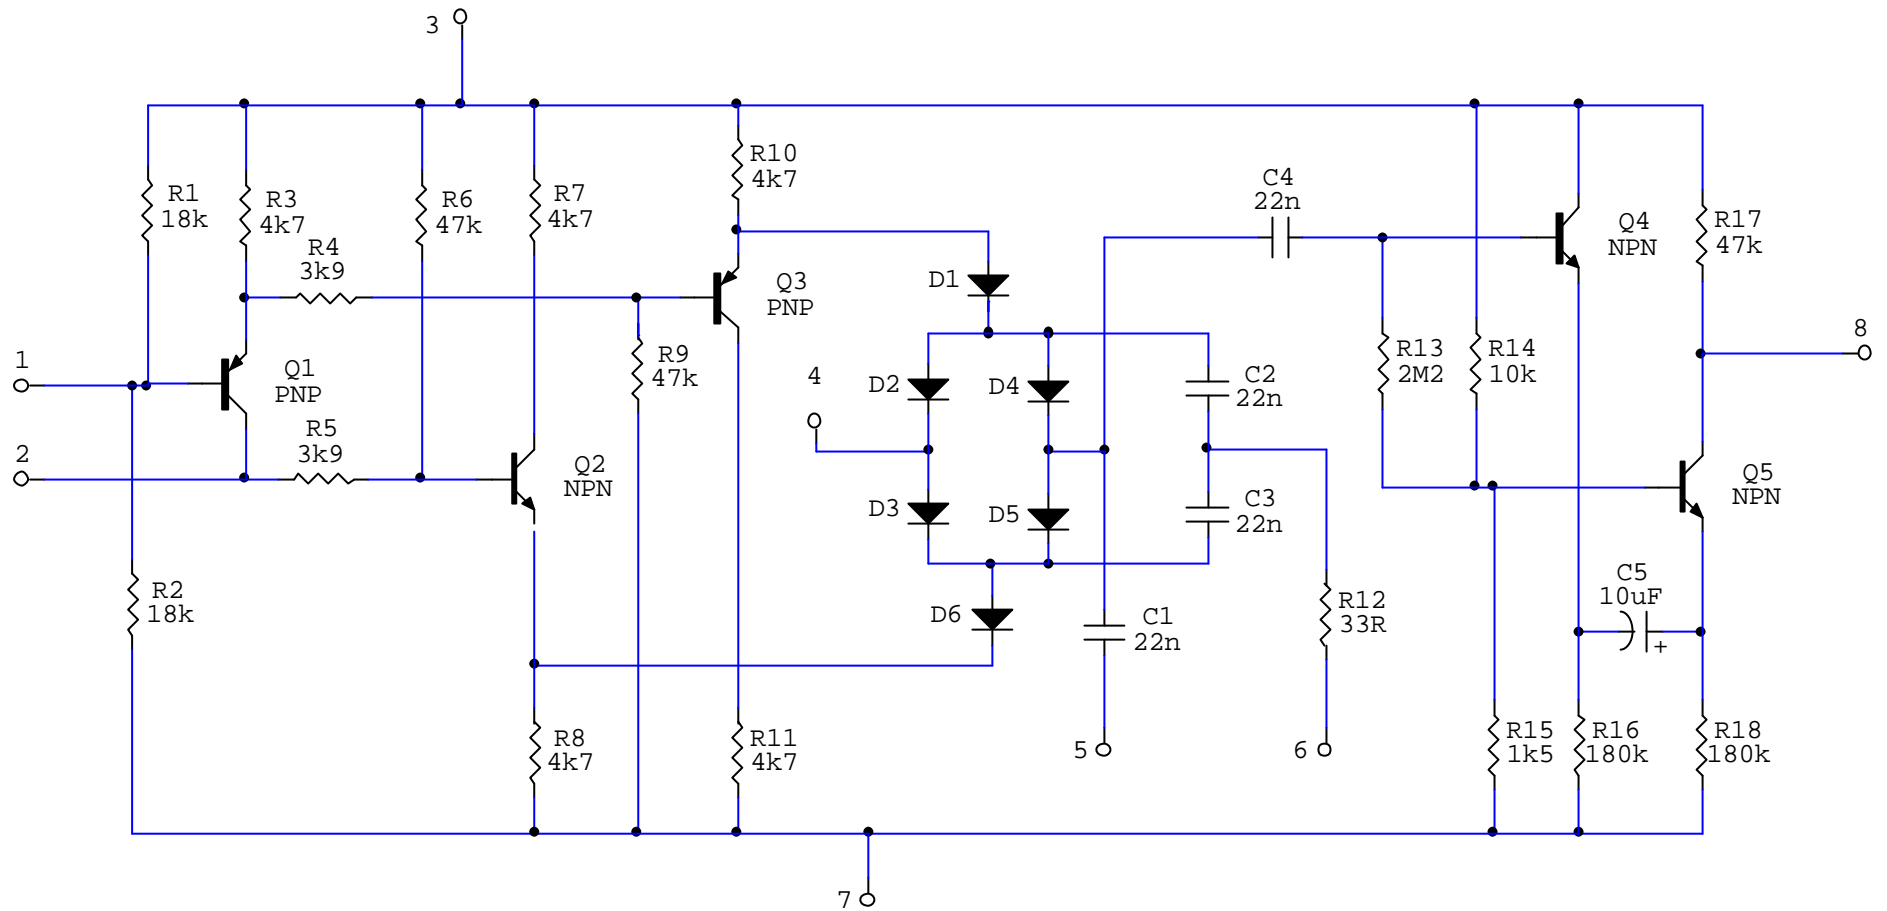 3
R1
18k
R3
4k7
R4
3k9
R6
47k
R7
4k7
R10
4k7
C4
22n
Q4
NPN
R17
47k
1
Q1
PNP
2
R5
3k9
Q2
NPN
R9
47k
Q3
PNP
D1
4
D2
D4
C2
22n
D3
D5
C3
22n
D6
C1
22n
R12
33R
R13
2M2
R14
10k
8
Q5
NPN
C5
10uF
+
R2
18k
R8
4k7
R11
4k7
5
6
R15
1k5
R16
180k
R18
180k
7